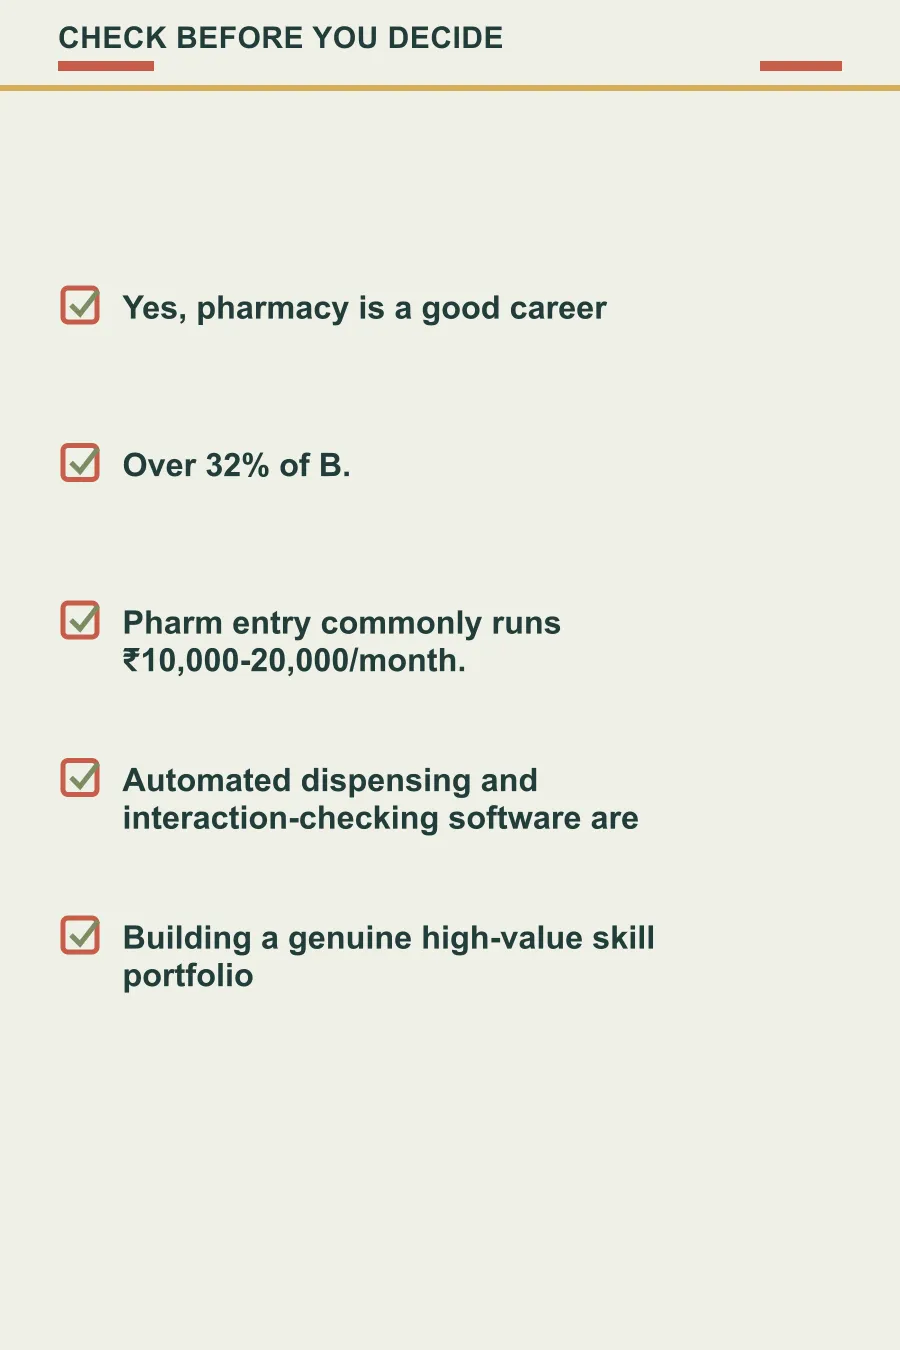 CHECK BEFORE YOU DECIDE
Yes, pharmacy is a good career
Over 32% of B.
Pharm entry commonly runs
₹10,000-20,000/month.
Automated dispensing and
interaction-checking software are
Building a genuine high-value skill
portfolio